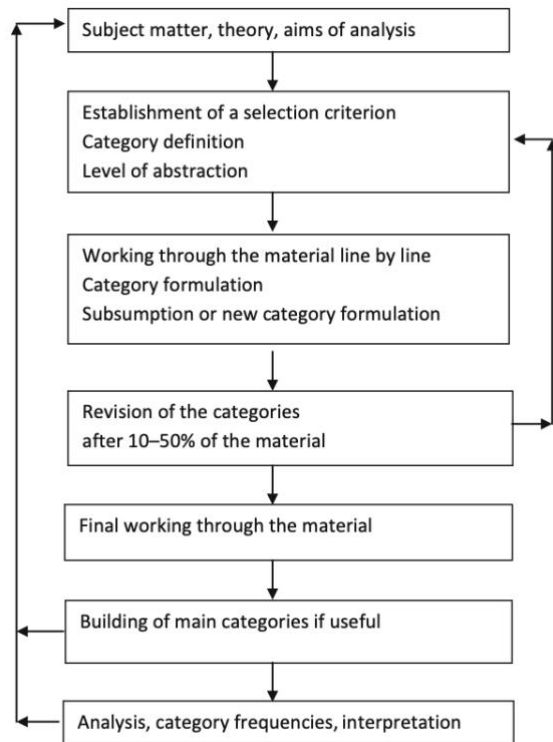 Subject matter, theory, aims of analysis
Establishment of a selection criterion
Category definition
Level of abstraction
Working through the material line by line
Category formulation
Subsumption or new category formulation
Revision of the categories
after 10–50% of the material
Final working through the material
Building of main categories if useful
Analysis, category frequencies, interpretation